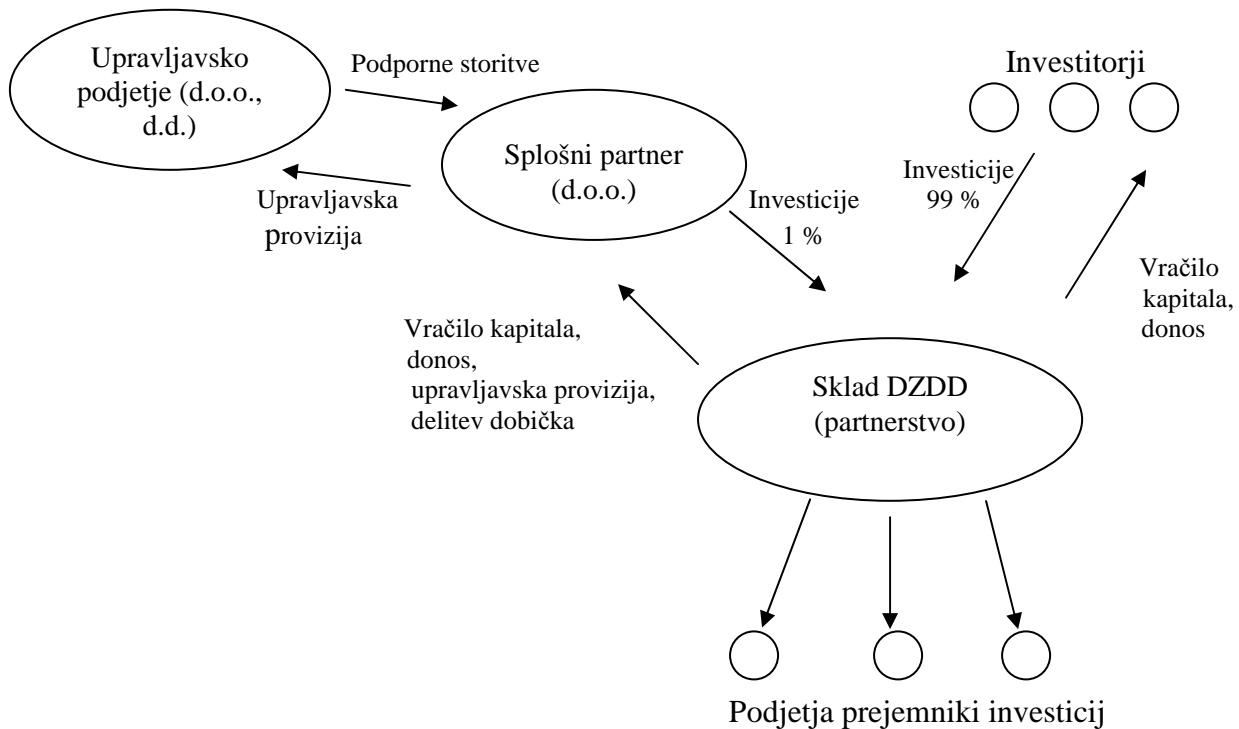 Upravljavsko
podjetje (d.o.o.,
d.d.)
Podporne storitve
Upravljavska
provizija
Splošni partner
(d.o.o.)
Investicije
1 %
Investitorji
Investicije
99 %
Vračilo
kapitala,
donos
Vračilo kapitala,
donos,
upravljavska provizija,
delitev dobička
Sklad DZDD
(partnerstvo)
Podjetja prejemniki investicij